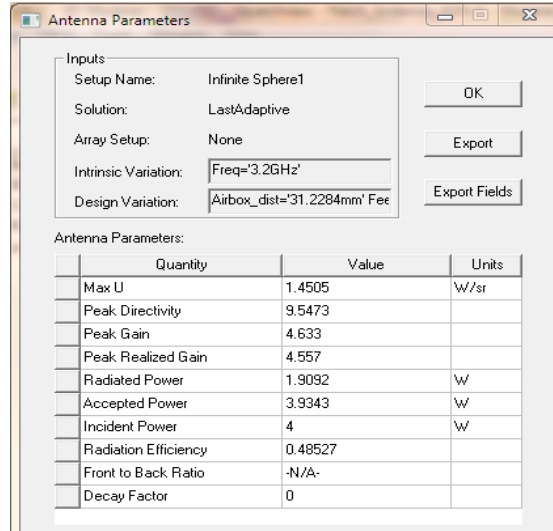 Antenna Parameters
Inputs
Setup Name: Infinite Sphere1
Solution: LastAdaptive
Array Setup: None
Intrinsic Variation: Freq='3.2GHz'
Design Variation: Airbox_dist='31.2284mm' Fee
OK
Export
Export Fields
Antenna Parameters:
Quantity Value Units
Max U 1.4505 W/sr
Peak Directivity 9.5473
Peak Gain 4.633
Peak Realized Gain 4.557
Radiated Power 1.9092 W
Accepted Power 3.9343 W
Incident Power 4 W
Radiation Efficiency 0.48527
Front to Back Ratio -N/A-
Decay Factor 0